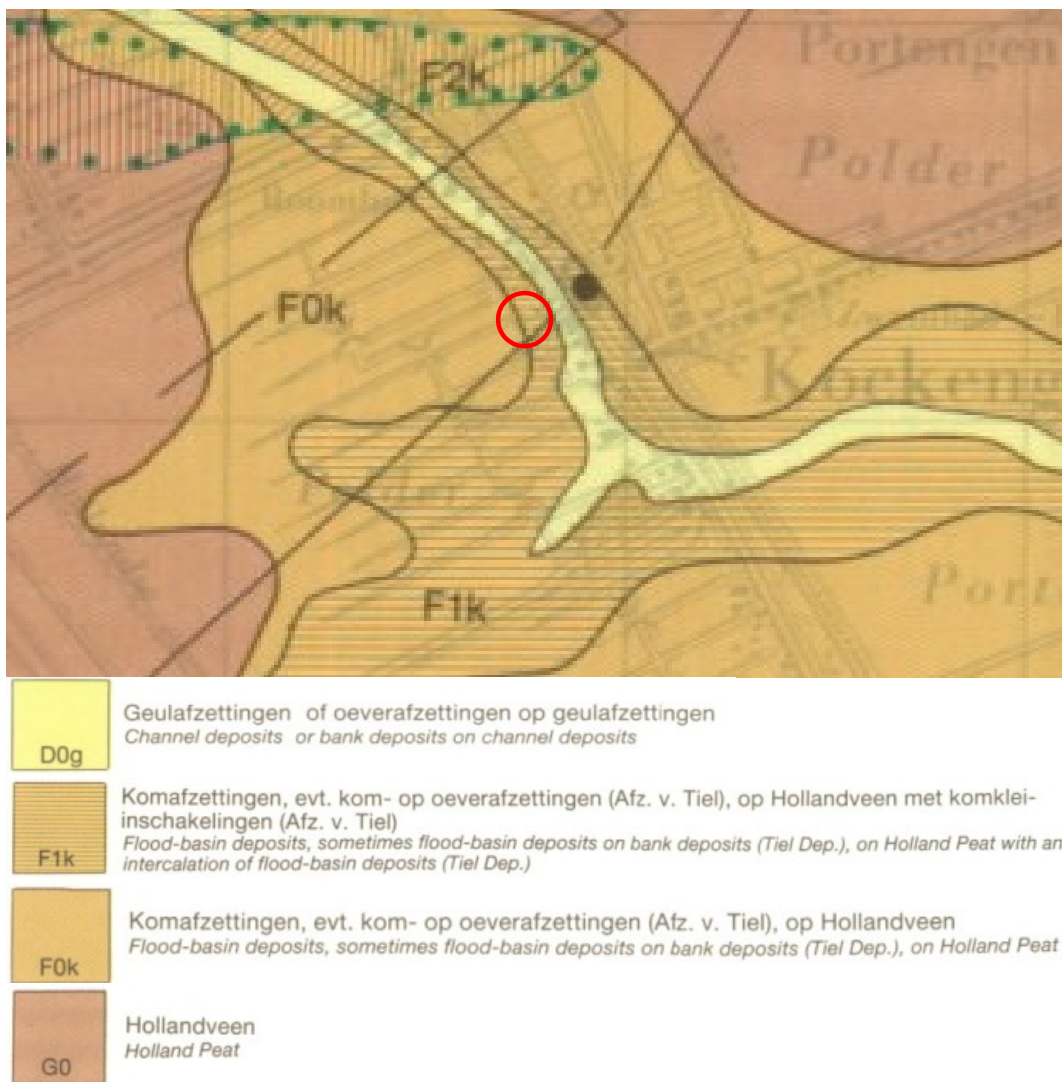 Portengen
F2k
Polder
F0k
Kockeng
Polder
F1k
Port
D0g
Geulafzettingen of oeverafzettingen op geulafzettingen
Channel deposits or bank deposits on channel deposits
F1k
Komafzettingen, evt. kom- op oeverafzettingen (Afz. v. Tiel), op Hollandveen met komklei-
inschakelingen (Afz. v. Tiel)
Flood-basin deposits, sometimes flood-basin deposits on bank deposits (Tiel Dep.), on Holland Peat with an
intercalation of flood-basin deposits (Tiel Dep.)
F0k
Komafzettingen, evt. kom- op oeverafzettingen (Afz. v. Tiel), op Hollandveen
Flood-basin deposits, sometimes flood-basin deposits on bank deposits (Tiel Dep.), on Holland Peat
G0
Hollandveen
Holland Peat